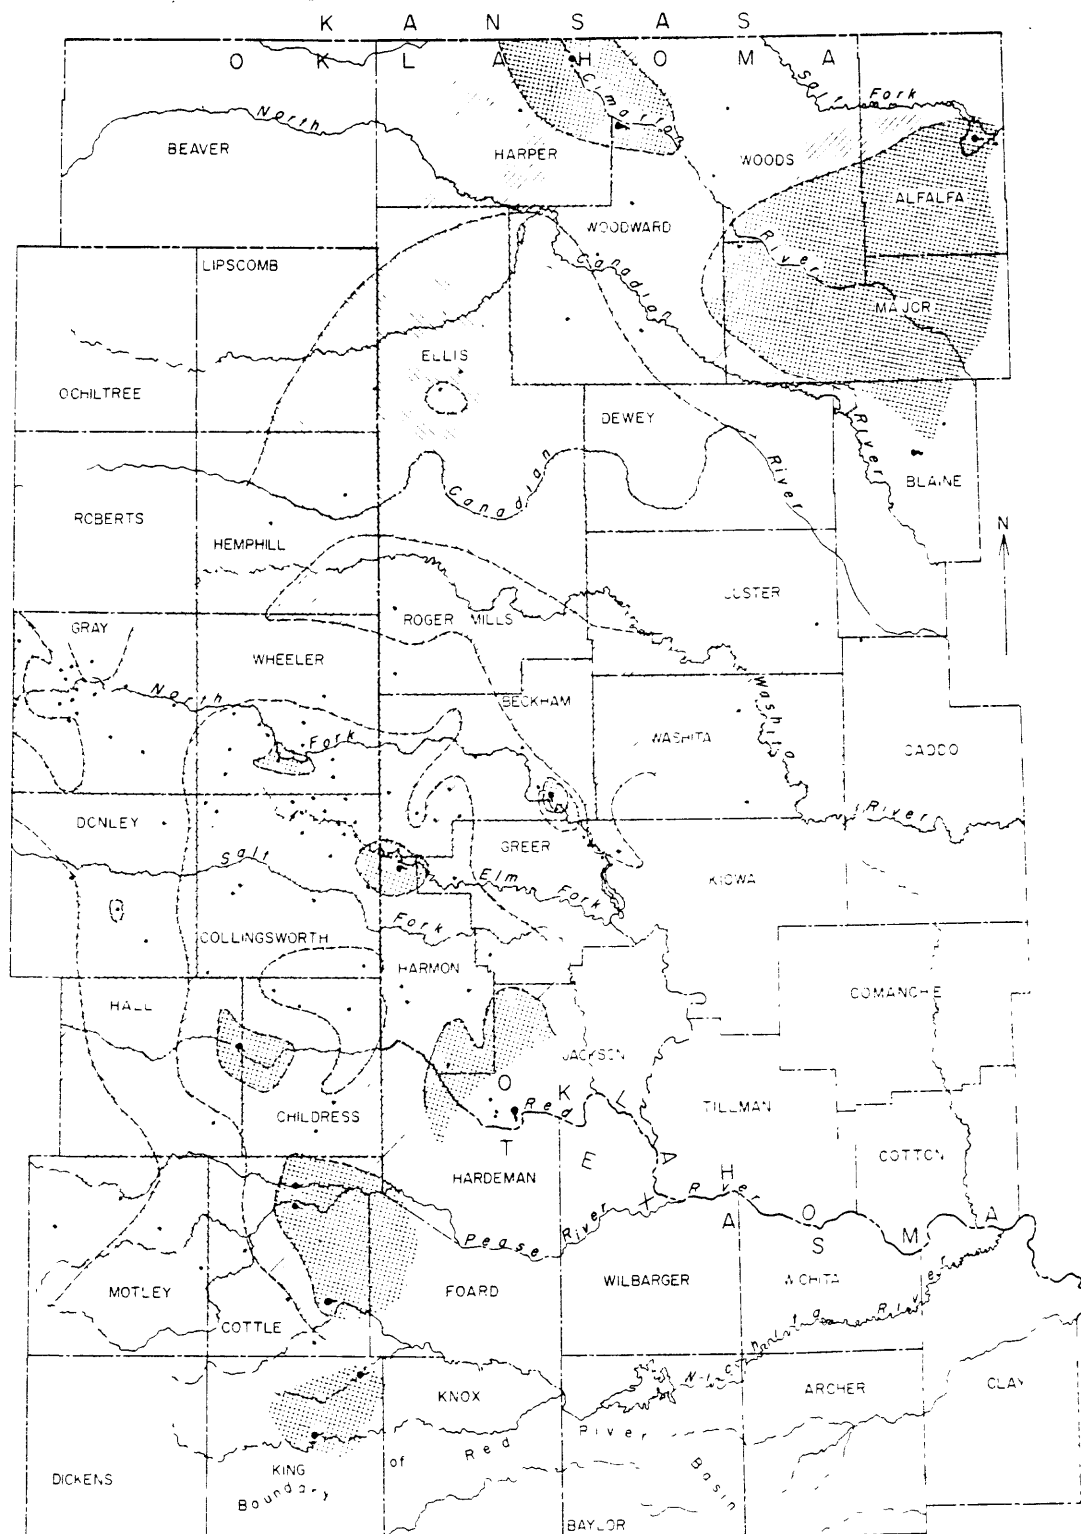 K A N S A S
O K L A H O M A
Salt Fork
Cimarron
North
BEAVER
HARPER
WOODS
ALFALFA
WOODWARD
River
Canadian
LIPSCOMB
MAJOR
ELLIS
OCHILTREE
DEWEY
River
Canadian
River
BLAINE
ROBERTS
N
HEMPHILL
CUSTER
GRAY
ROGER MILLS
WHEELER
North
BECKHAM
Washita
Fork
WASHITA
CADDO
DONLEY
River
GREER
Salt
Elm
KIOWA
Fork
Fork
COLLINGSWORTH
HARMON
COMANCHE
HALL
JACKSON
O K L A H O M A
Red
TILLMAN
CHILDRESS
T E X A S
COTTON
HARDEMAN
River
Pease River
MOTLEY
FOARD
WILBARGER
WICHITA
River
COTTLE
KNOX
ARCHER
CLAY
River
of Red
Basin
DICKENS
KING
Boundary
BAYLOR